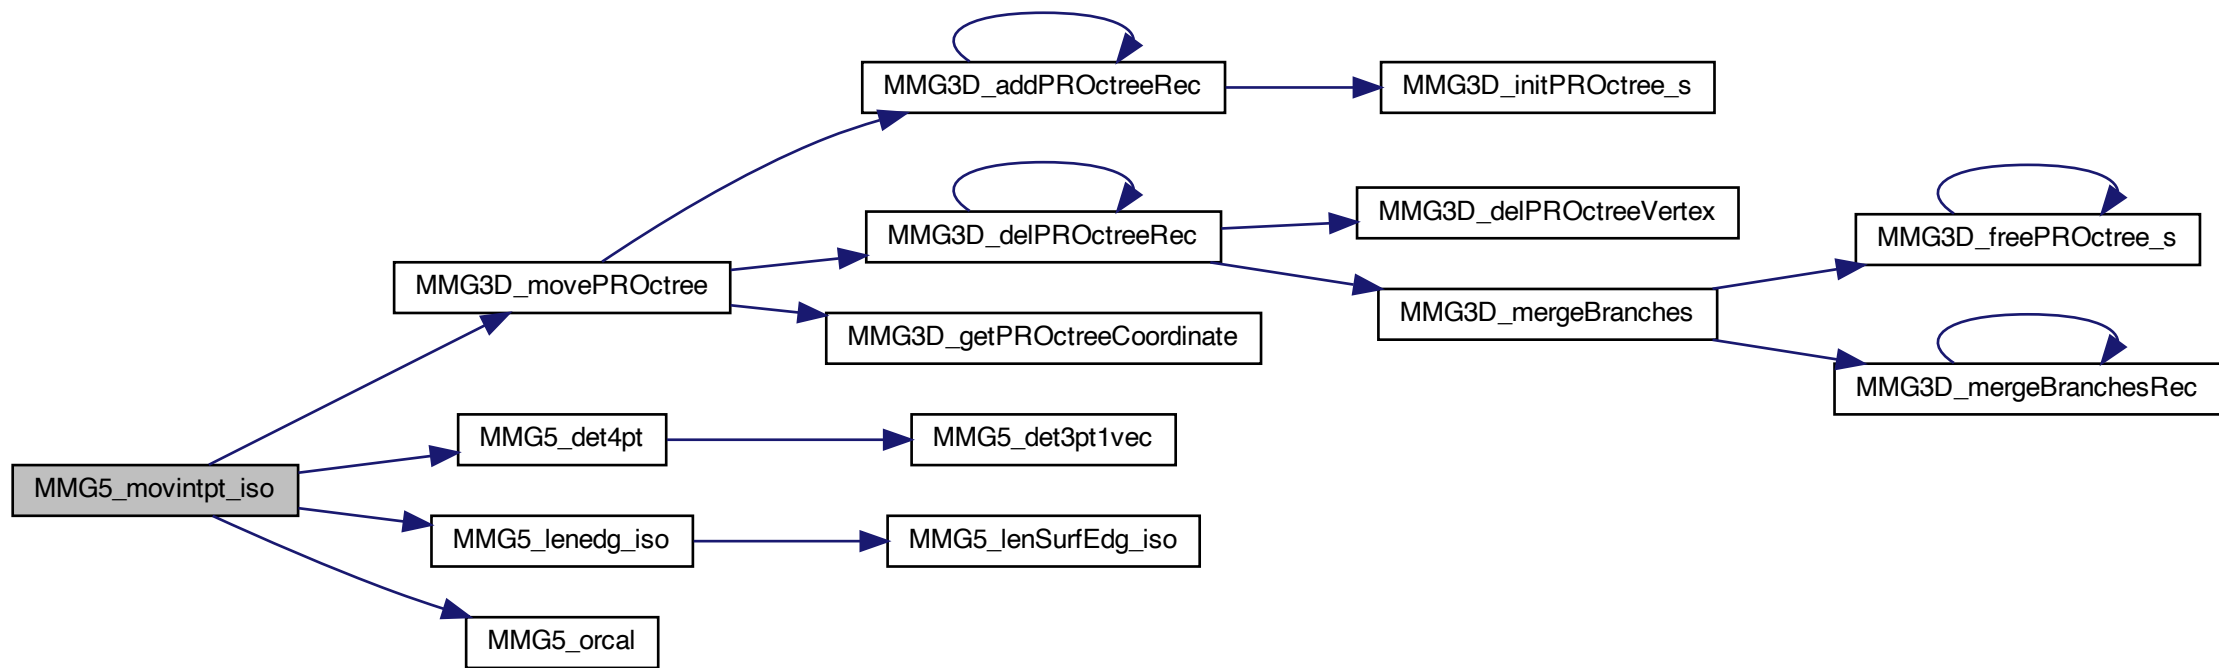 MMG3D_addPROctreeRec
MMG3D_initPROctree_s
MMG3D_delPROctreeVertex
MMG3D_delPROctreeRec
MMG3D_freePROctree_s
MMG3D_movePROctree
MMG3D_mergeBranches
MMG3D_getPROctreeCoordinate
MMG3D_mergeBranchesRec
MMG5_det4pt
MMG5_det3pt1vec
MMG5_movintpt_iso
MMG5_lenedg_iso
MMG5_lenSurfEdg_iso
MMG5_orcal